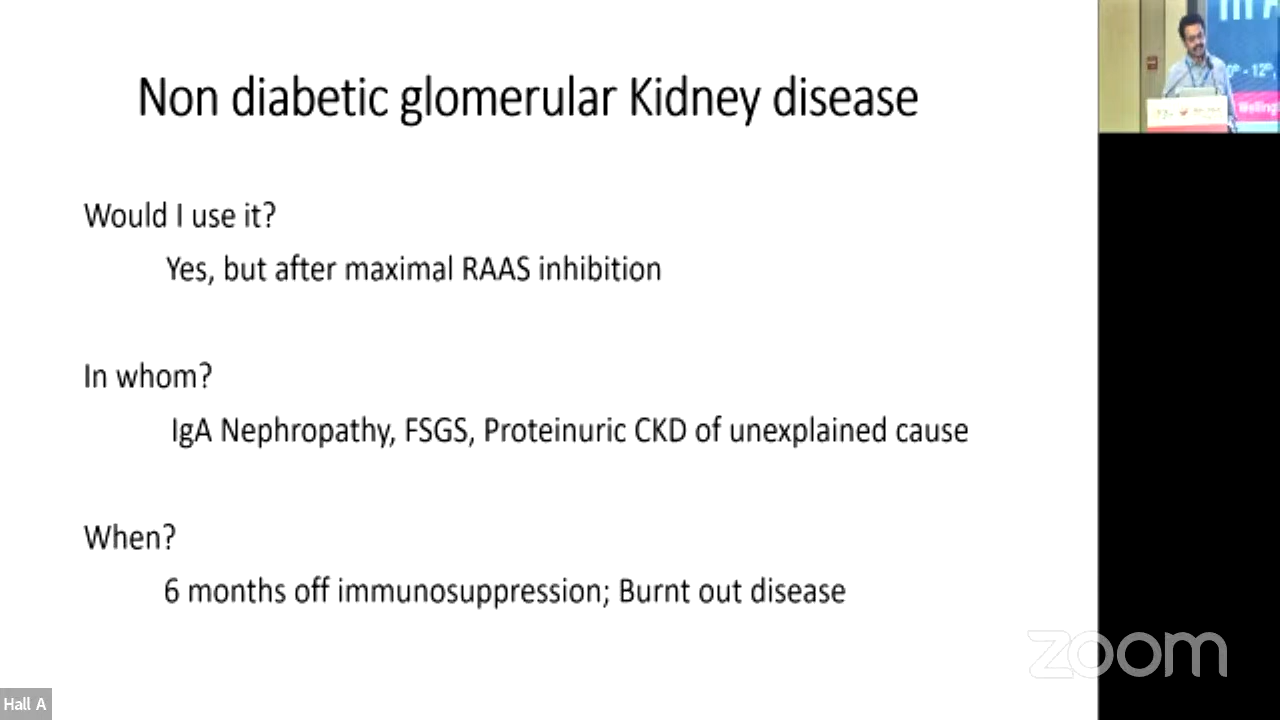 Non diabetic glomerular Kidney disease
Would I use it?
Yes, but after maximal RAAS inhibition
In whom?
IgA Nephropathy, FSGS, Proteinuric CKD of unexplained cause
When?
6 months off immunosuppression; Burnt out disease
zoom
Hall A